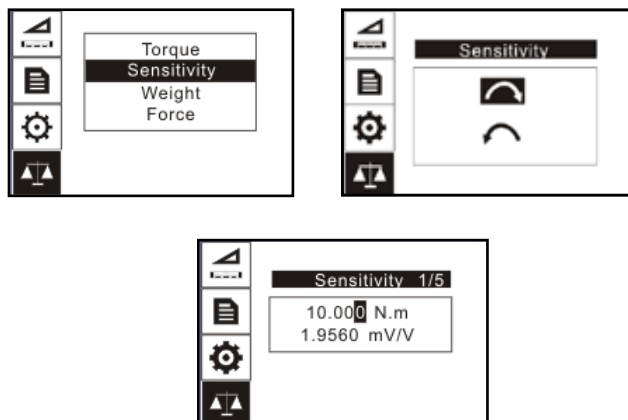 Torque
Sensitivity
Weight
Force
Sensitivity
Sensitivity 1/5
10.000 N.m
1.9560 mV/V